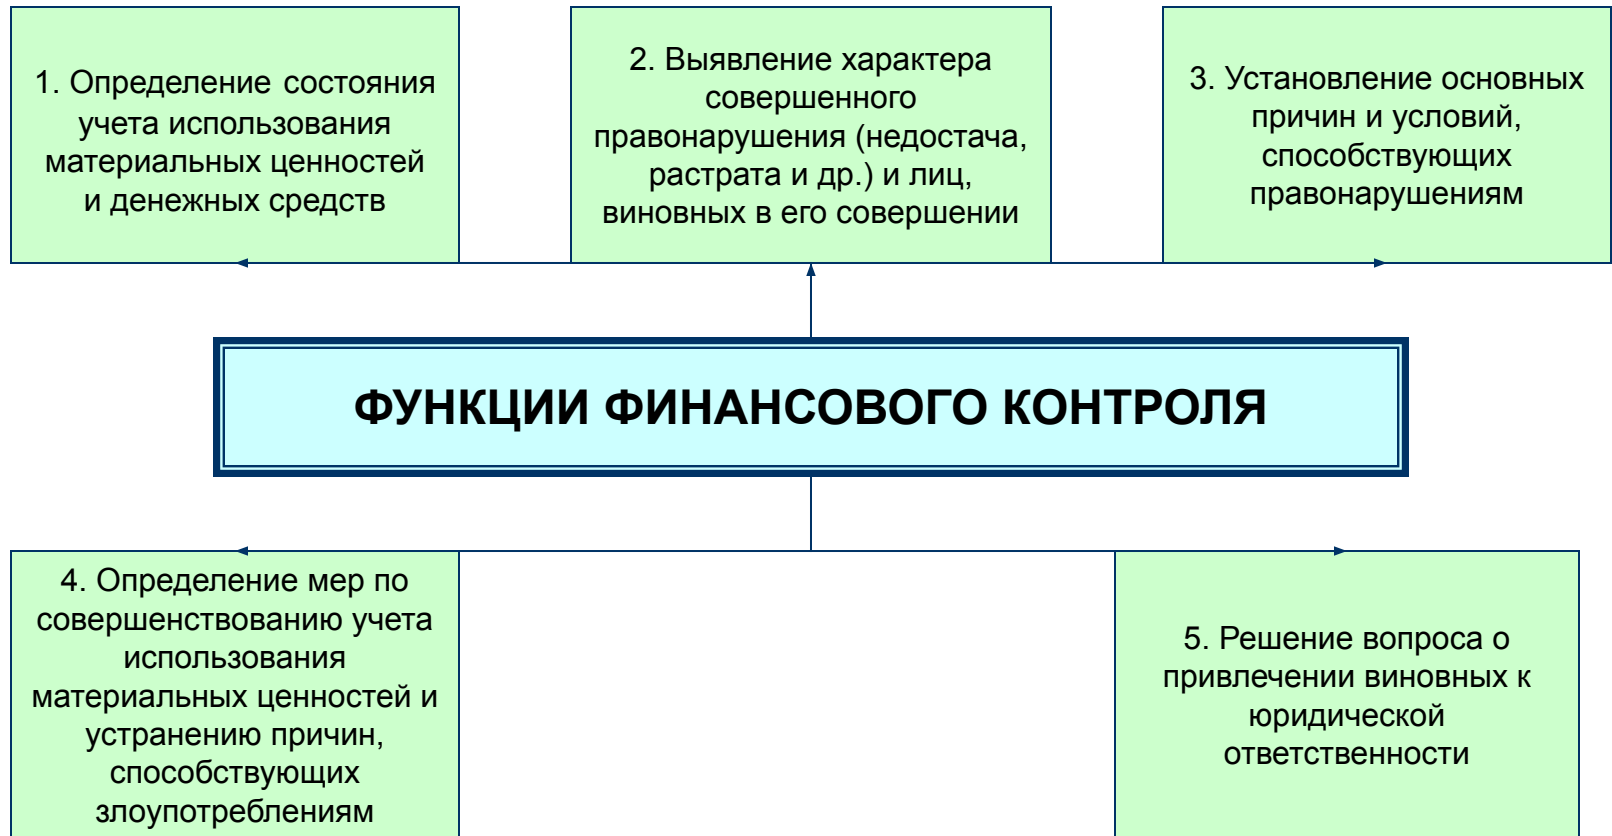 1. Определение состояния
учета использования
материальных ценностей
и денежных средств
2. Выявление характера
совершенного
правонарушения (недостача,
растрата и др.) и лиц,
виновных в его совершении
3. Установление основных
причин и условий,
способствующих
правонарушениям
ФУНКЦИИ ФИНАНСОВОГО КОНТРОЛЯ
4. Определение мер по
совершенствованию учета
использования
материальных ценностей и
устранению причин,
способствующих
злоупотреблениям
5. Решение вопроса о
привлечении виновных к
юридической
ответственности